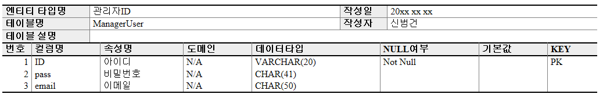 엔티티 타입명 관리자ID 작성일 20xx xx xx
테이블명 ManagerUser 작성자 신범건
테이블 설명
번호 컬럼명 속성명 도메인 데이터타입 NULL여부 기본값 KEY
1 ID 아이디 N/A VARCHAR(20) Not Null PK
2 pass 비밀번호 N/A CHAR(41)
3 email 이메일 N/A CHAR(50)